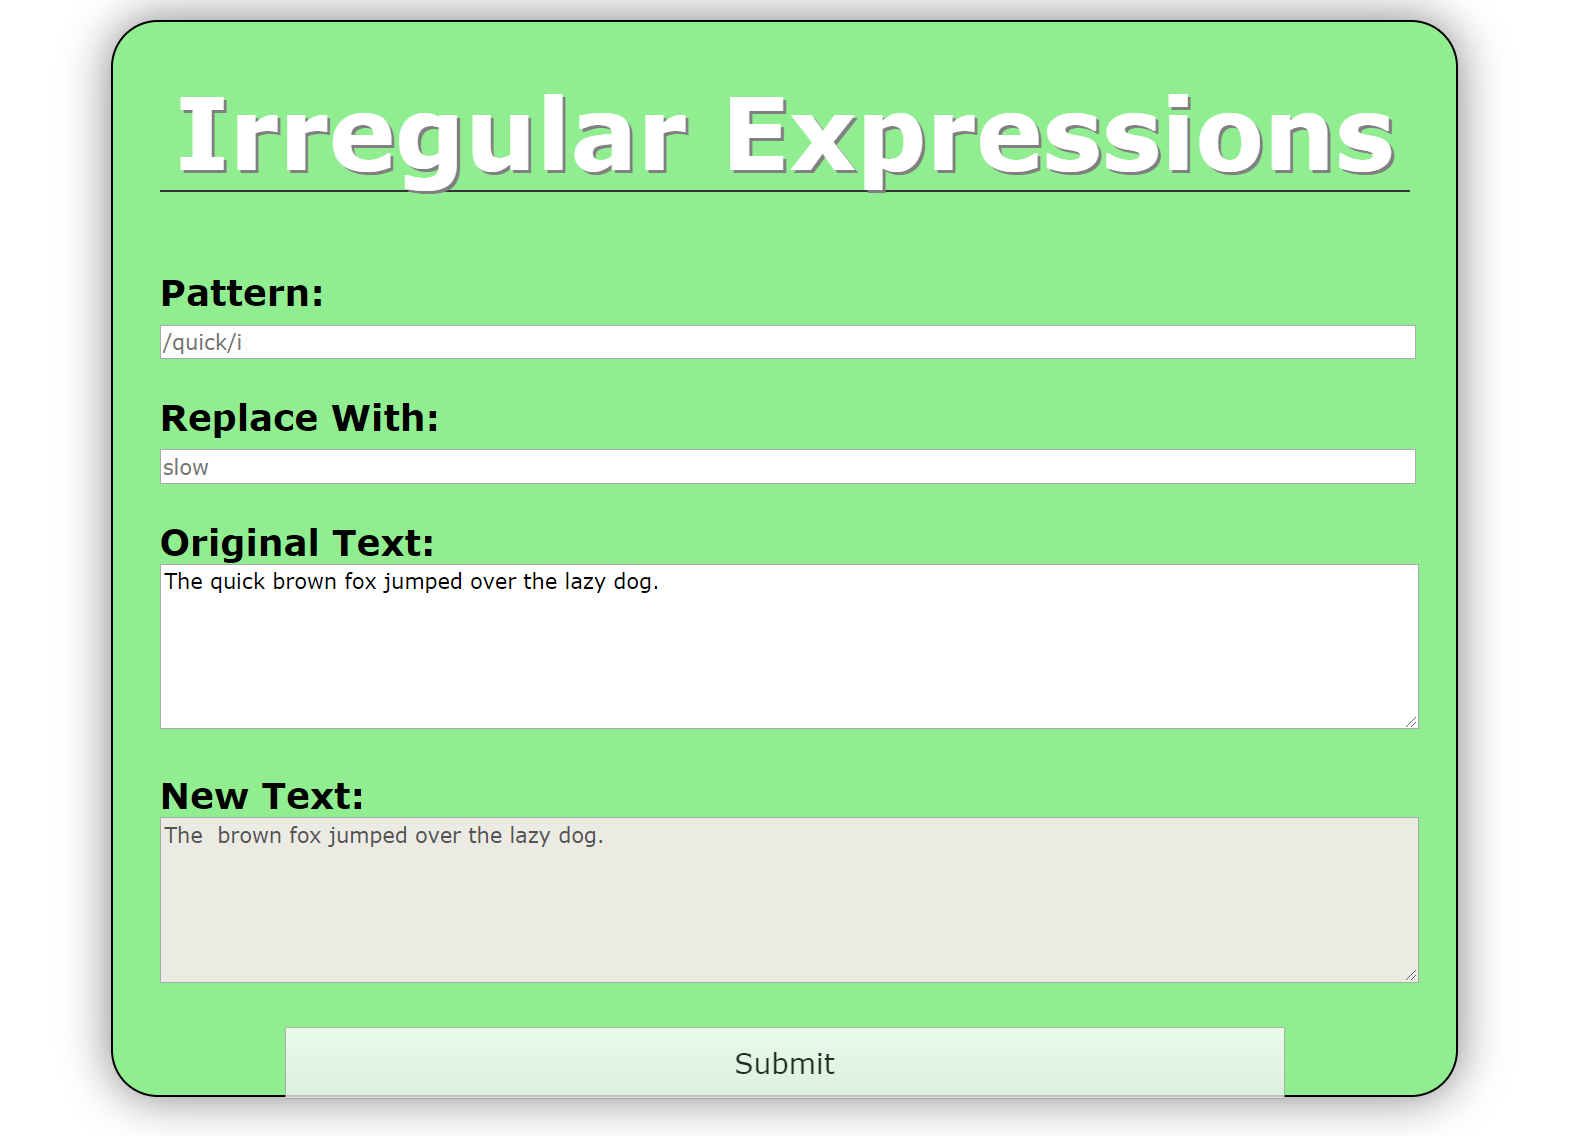 Irregular Expressions
Pattern:
/quick/i
Replace With:
slow
Original Text:
The quick brown fox jumped over the lazy dog.
New Text:
The  brown fox jumped over the lazy dog.
Submit